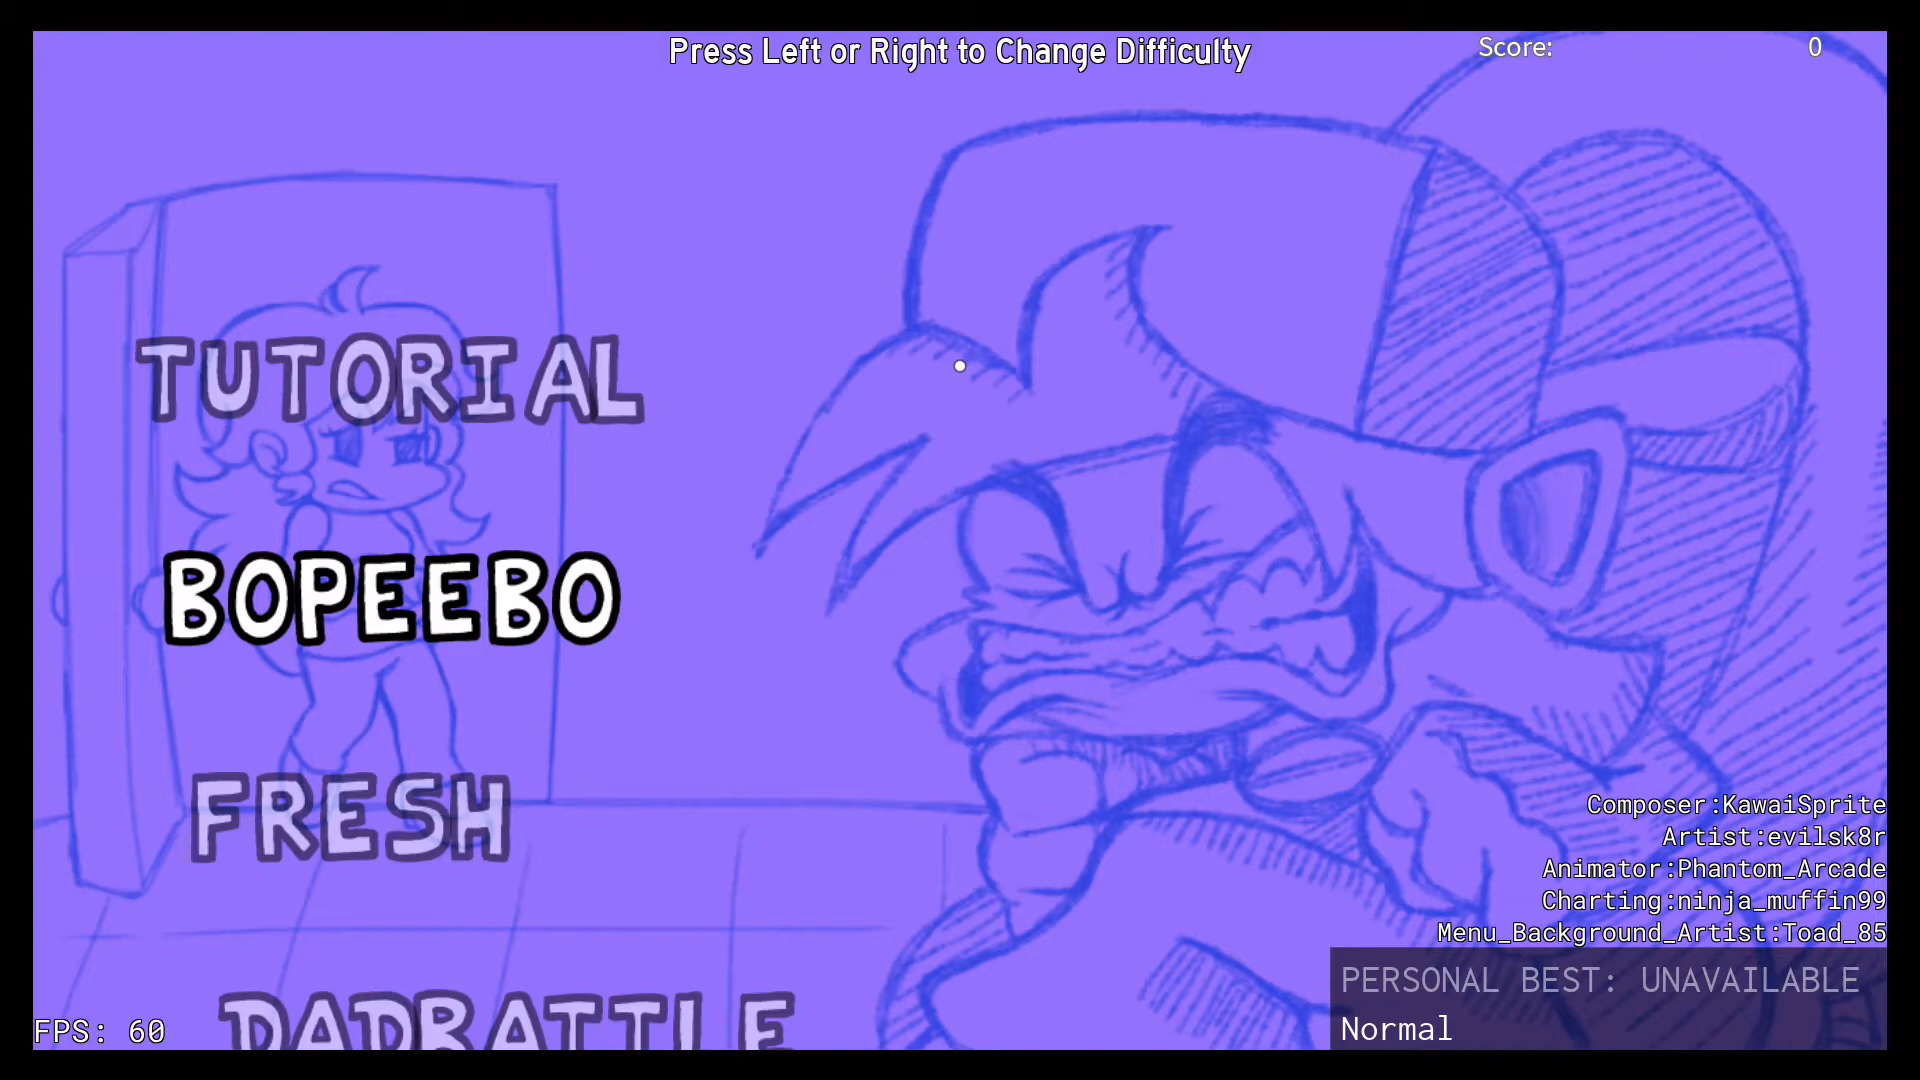 Press Left or Right to Change Difficulty
Score: 0
TUTORIAL
BOPEEBO
FRESH
DADBATTLE
Composer:KawaiSprite
Artist:evilsk8r
Animator:Phantom_Arcade
Charting:ninja_muffin99
Menu_Background_Artist:Toad_85
PERSONAL BEST: UNAVAILABLE
Normal
FPS: 60